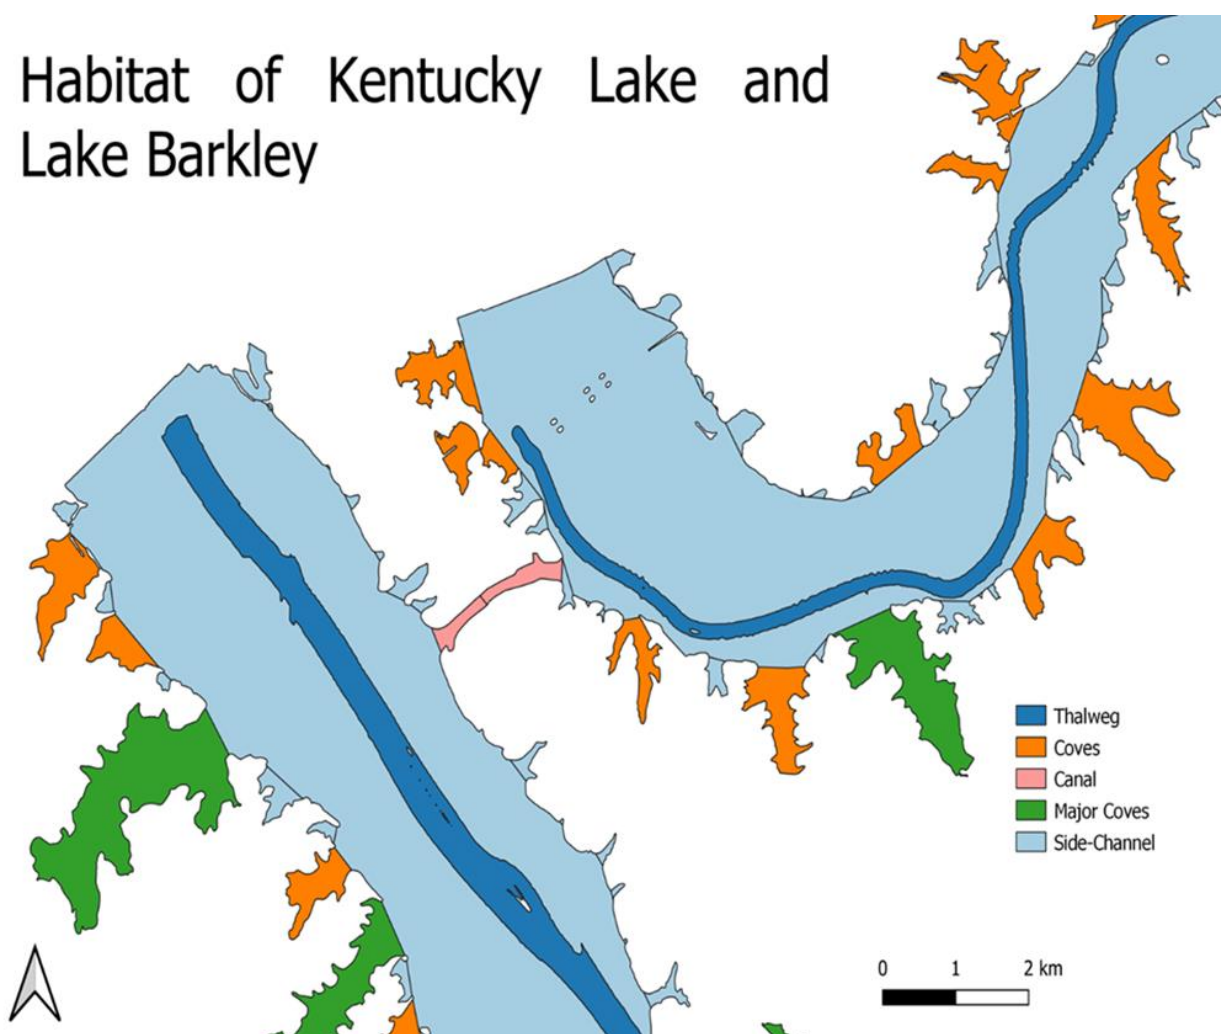 Habitat of Kentucky Lake and
Lake Barkley
Thalweg
Coves
Canal
Major Coves
Side-Channel
0 1 2 km